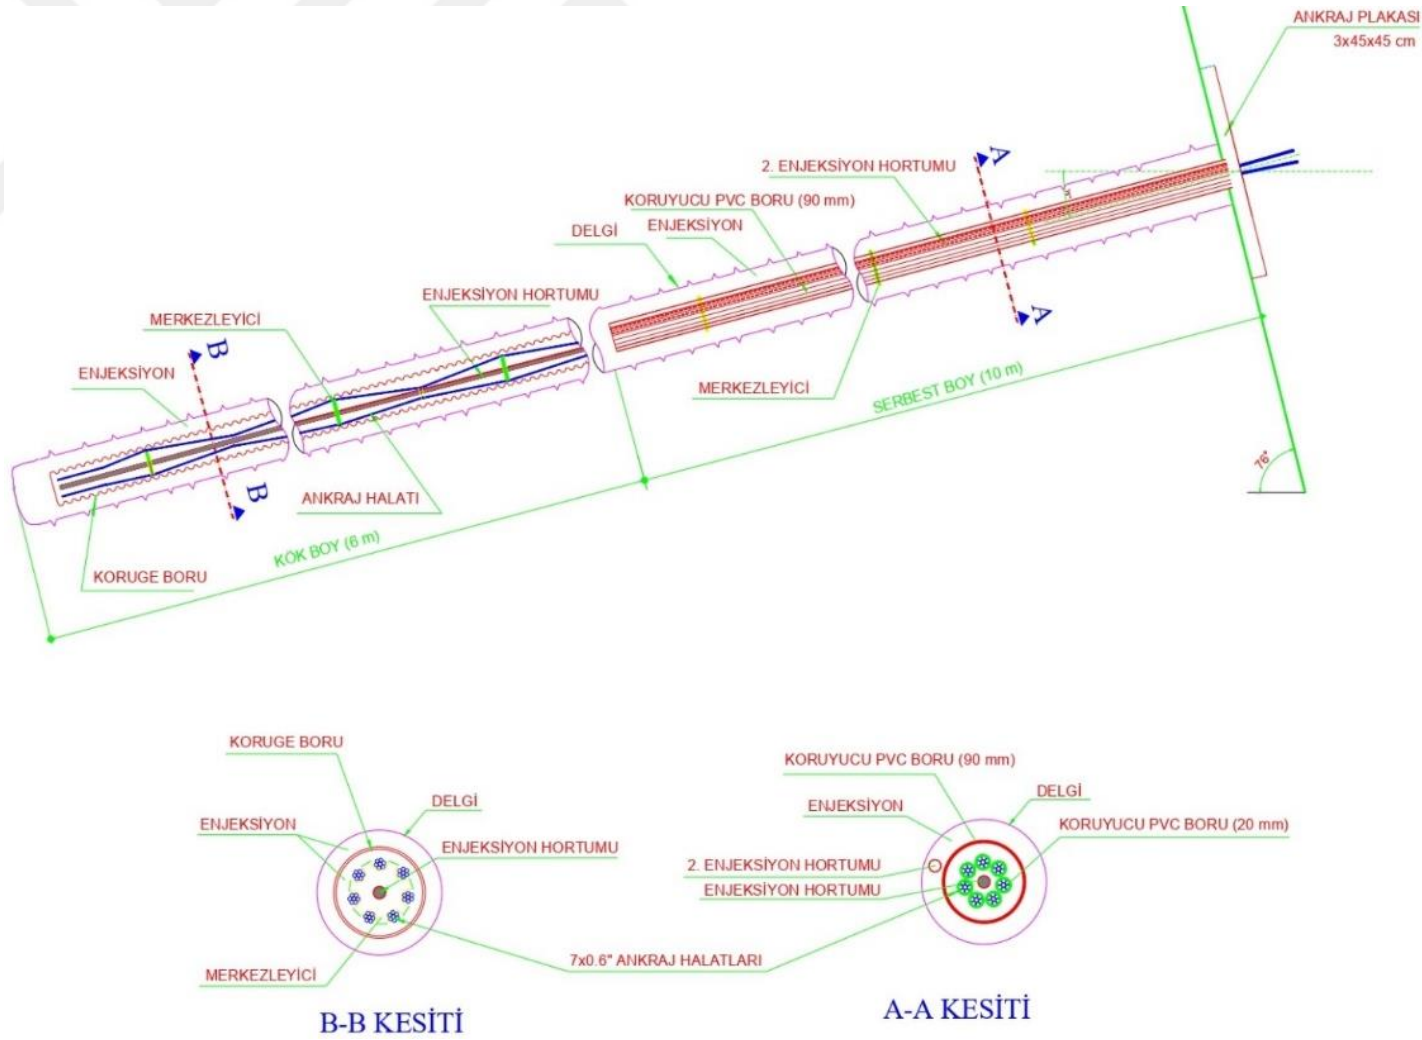 ANKRAJ PLAKASI
3x45x45 cm
A
2. ENJEKSİYON HORTUMU
KORUYUCU PVC BORU (90 mm)
DELGİ
ENJEKSİYON
ENJEKSİYON HORTUMU
MERKEZLEYİCİ
B
ENJEKSİYON
A
MERKEZLEYİCİ
SERBEST BOY (10 m)
76°
B
ANKRAJ HALATI
KÖK BOY (6 m)
KORUGE BORU
KORUGE BORU
DELGİ
ENJEKSİYON
ENJEKSİYON HORTUMU
MERKEZLEYİCİ
7x0.6" ANKRAJ HALATLARI
B-B KESİTİ
KORUYUCU PVC BORU (90 mm)
DELGİ
ENJEKSİYON
KORUYUCU PVC BORU (20 mm)
2. ENJEKSİYON HORTUMU
ENJEKSİYON HORTUMU
A-A KESİTİ